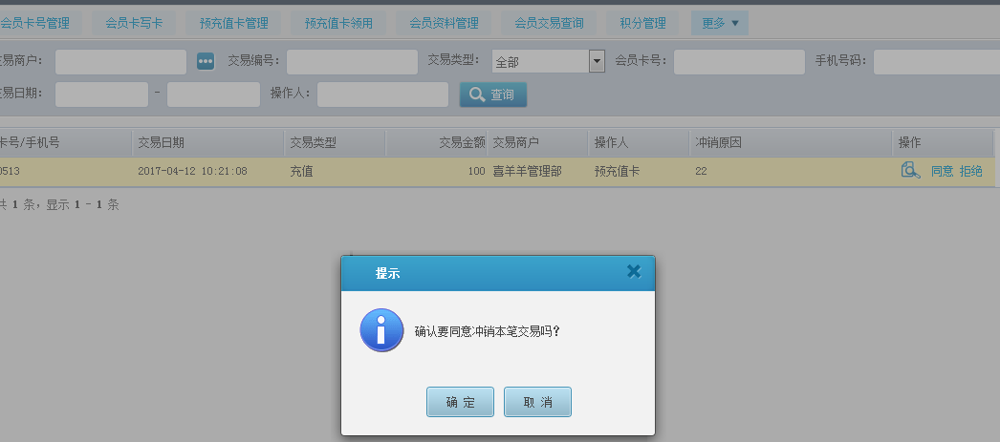 会员卡号管理 会员卡写卡 预充值卡管理 预充值卡领用 会员资料管理 会员交易查询 积分管理 更多
交易商户: 交易编号: 交易类型: 全部 会员卡号: 手机号码:
交易日期: - 操作人: 查询
卡号/手机号 交易日期 交易类型 交易金额 交易商户 操作人 冲销原因 操作
0513 2017-04-12 10:21:08 充值 100 喜羊羊管理部 预充值卡 22 同意 拒绝
共 1 条，显示 1 - 1 条
提示
确认要同意冲销本笔交易吗?
确 定 取 消